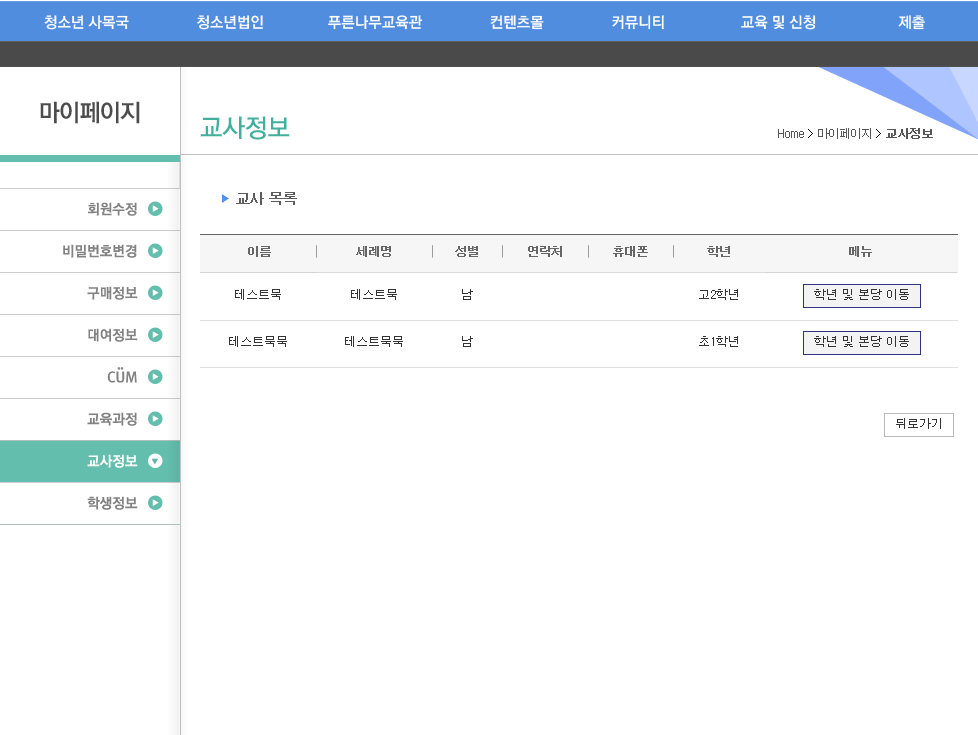 청소년 사목국 청소년법인 푸른나무교육관 컨텐츠몰 커뮤니티 교육 및 신청 제출
마이페이지
교사정보
Home > 마이페이지 > 교사정보
회원수정
비밀번호변경
구매정보
대여정보
CÜM
교육과정
교사정보
학생정보
교사 목록
이름 세례명 성별 연락처 휴대폰 학년 메뉴
테스트묵 테스트묵 남 고2학년 학년 및 본당 이동
테스트묵묵 테스트묵묵 남 초1학년 학년 및 본당 이동
뒤로가기